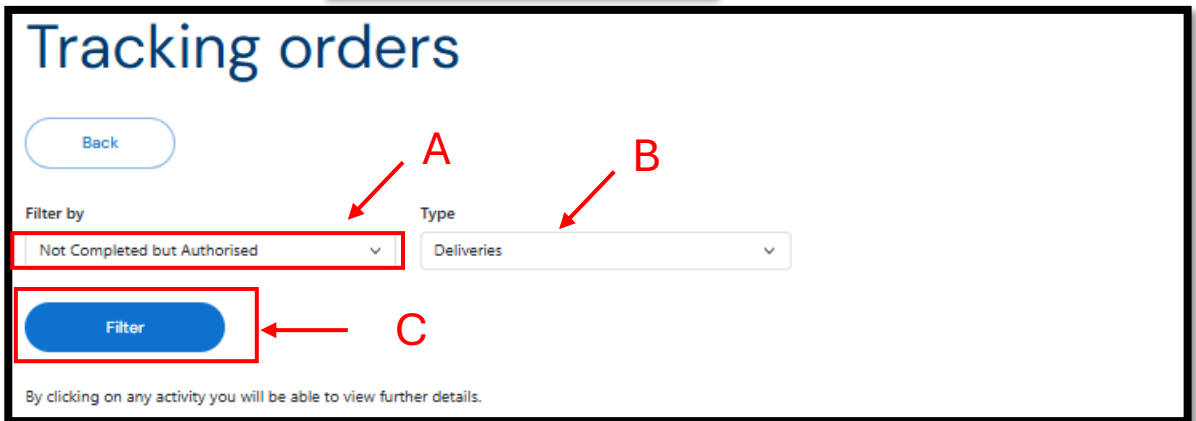 Tracking orders
Back
A
B
Filter by
Type
Not Completed but Authorised
Deliveries
Filter
C
By clicking on any activity you will be able to view further details.